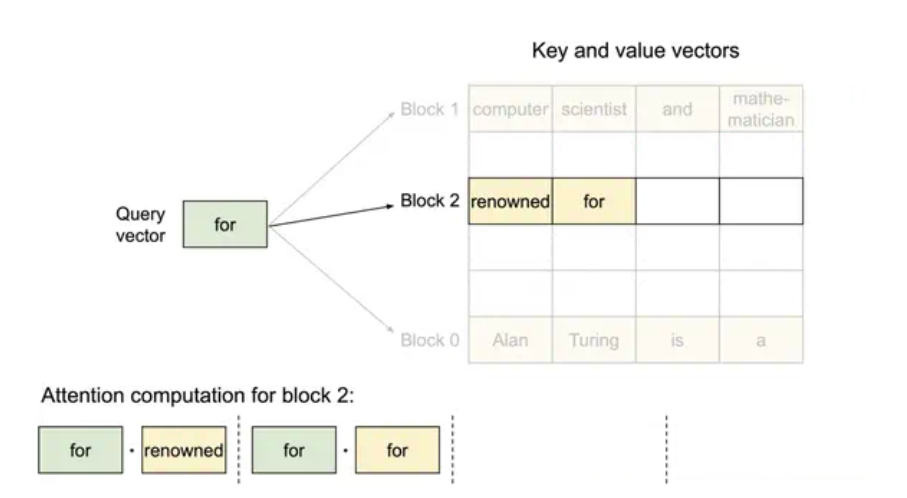 Key and value vectors
Block 1 computer scientist and mathe-
matician
Query
vector
for
Block 2 renowned for
Block 0 Alan Turing is a
Attention computation for block 2:
for · renowned for · for